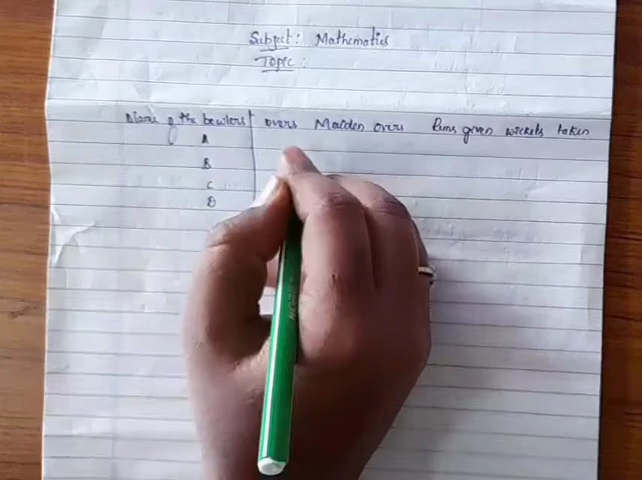 Subject: Mathematics
Topic:
Name of the bowlers overs Maiden overs Runs given wickets taken
A
B
C
D